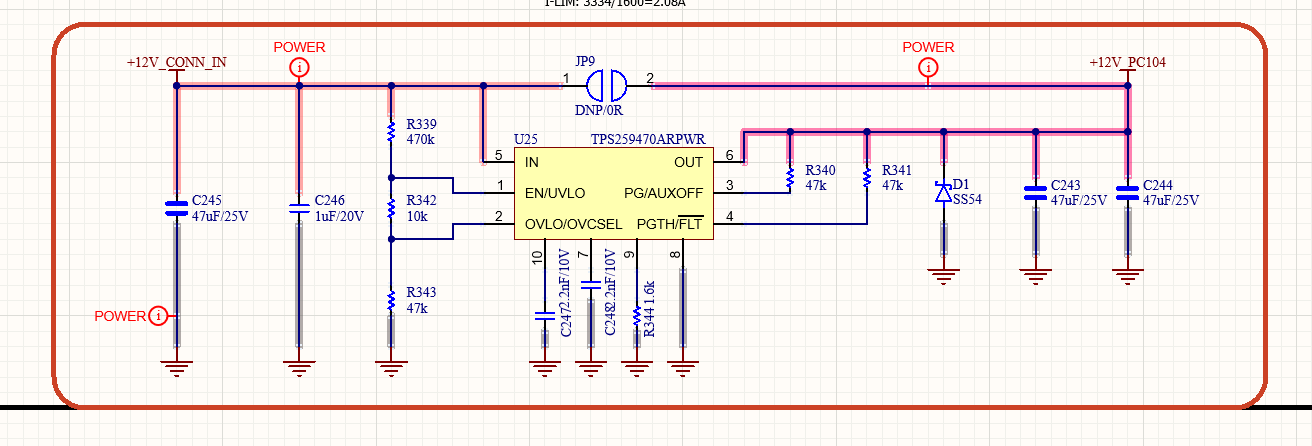 I-LIM: 3334/1600=2.08A
POWER
POWER
+12V_CONN_IN
JP9
+12V_PC104
1
2
DNP/0R
R339
470k
U25
TPS259470ARPWR
5
IN
OUT
6
R340
47k
R341
47k
D1
SS54
C245
47uF/25V
C246
1uF/20V
R342
10k
1
EN/UVLO
PG/AUXOFF
3
C243
47uF/25V
C244
47uF/25V
2
OVLO/OVCSEL
PGTH/FLT
4
10
7
9
8
R343
47k
C247
2.2nF/10V
C248
2.2nF/10V
R344
1.6k
POWER